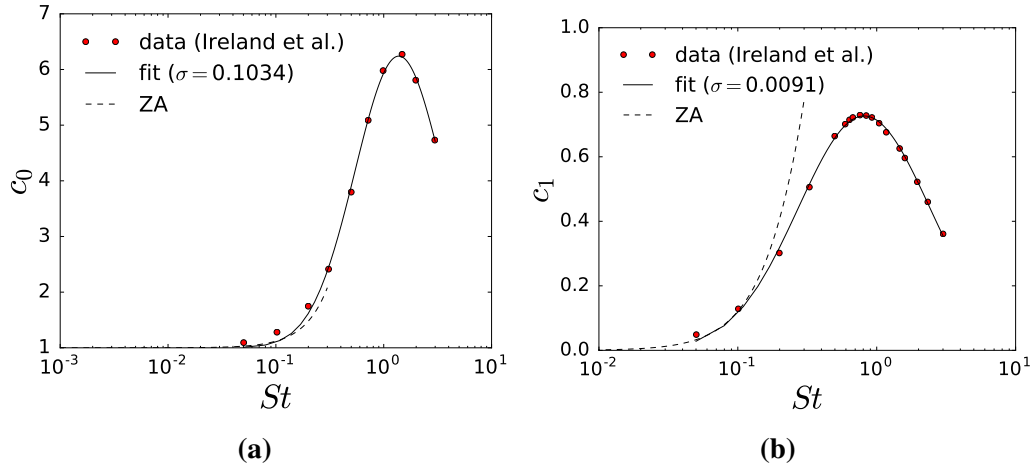 7
6
5
4
3
2
1
c₀
data (Ireland et al.)
fit (σ = 0.1034)
ZA
10⁻³ 10⁻² 10⁻¹ 10⁰ 10¹
St
(a)
1.0
0.8
0.6
0.4
0.2
0.0
c₁
data (Ireland et al.)
fit (σ = 0.0091)
ZA
10⁻² 10⁻¹ 10⁰ 10¹
St
(b)